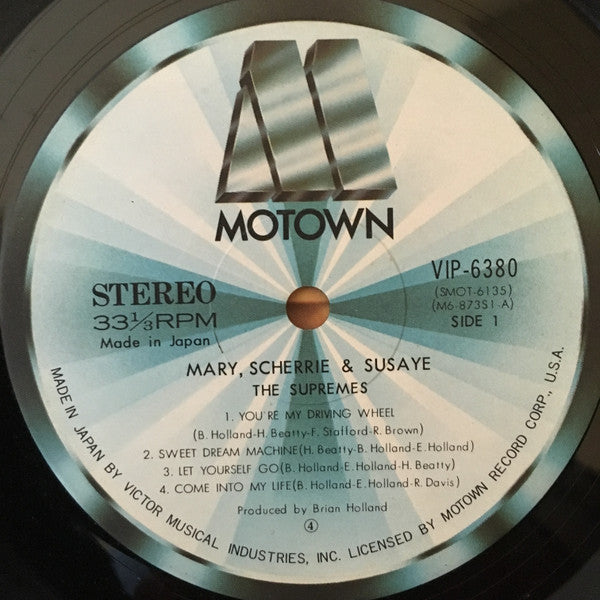 MOTOWN
STEREO
33⅓RPM
Made in Japan
VIP-6380
(SMOT-6135)
(M6-873S1-A)
SIDE 1
MARY, SCHERRIE & SUSAYE
THE SUPREMES
1. YOU'RE MY DRIVING WHEEL
(B. Holland-H. Beatty-F. Stafford-R. Brown)
2. SWEET DREAM MACHINE(H. Beatty-B. Holland-E. Holland)
3. LET YOURSELF GO(B. Holland-E. Holland-H. Beatty)
4. COME INTO MY LIFE(B. Holland-E. Holland-R. Davis)
Produced by Brian Holland
④
MADE IN JAPAN BY VICTOR MUSICAL INDUSTRIES, INC. LICENSED BY MOTOWN RECORD CORP., U.S.A.